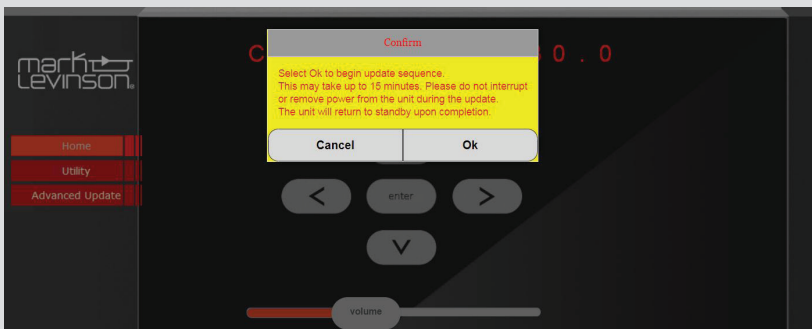 mark
Levinson®
C
Confirm
0.0
Select Ok to begin update sequence.
This may take up to 15 minutes. Please do not interrupt
or remove power from the unit during the update.
The unit will return to standby upon completion.
Cancel
Ok
Home
Utility
Advanced Update
<
enter
>
V
volume